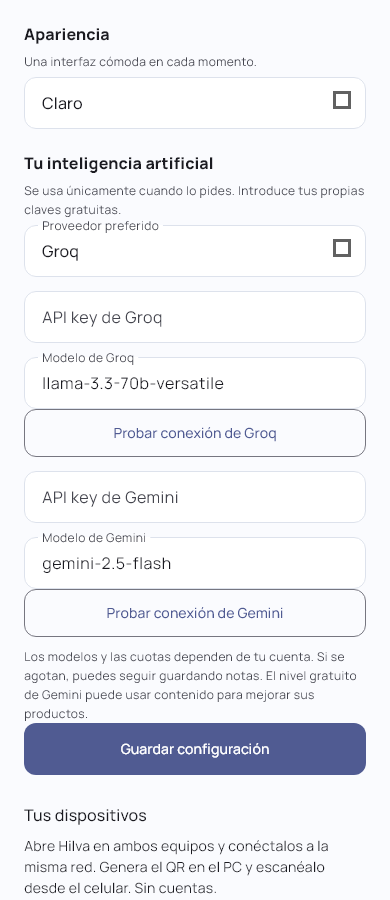 Apariencia
Una interfaz cómoda en cada momento.
Claro
Tu inteligencia artificial
Se usa únicamente cuando lo pides. Introduce tus propias
claves gratuitas.
Proveedor preferido
Groq
API key de Groq
Modelo de Groq
llama-3.3-70b-versatile
Probar conexión de Groq
API key de Gemini
Modelo de Gemini
gemini-2.5-flash
Probar conexión de Gemini
Los modelos y las cuotas dependen de tu cuenta. Si se
agotan, puedes seguir guardando notas. El nivel gratuito
de Gemini puede usar contenido para mejorar sus
productos.
Guardar configuración
Tus dispositivos
Abre Hilva en ambos equipos y conéctalos a la
misma red. Genera el QR en el PC y escanéalo
desde el celular. Sin cuentas.